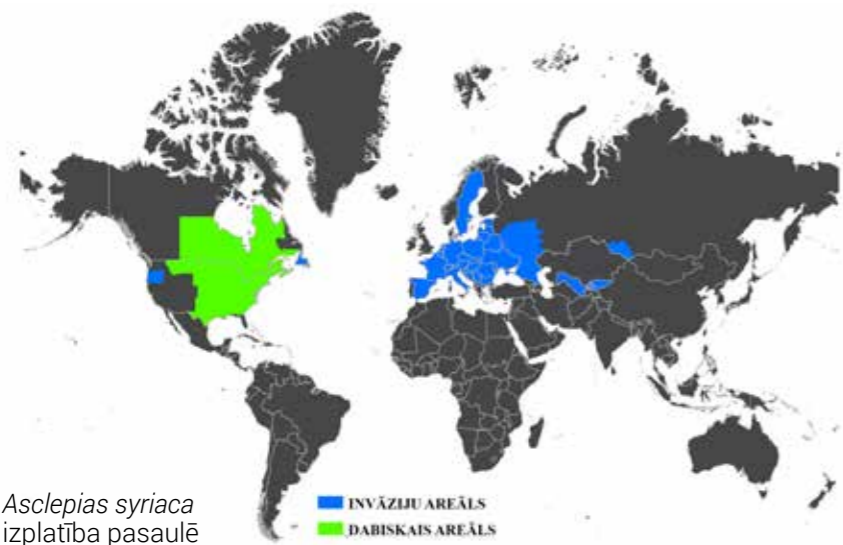 Asclepias syriaca
izplatība pasaulē
INVĀZIJU AREĀLS
DABISKAIS AREĀLS